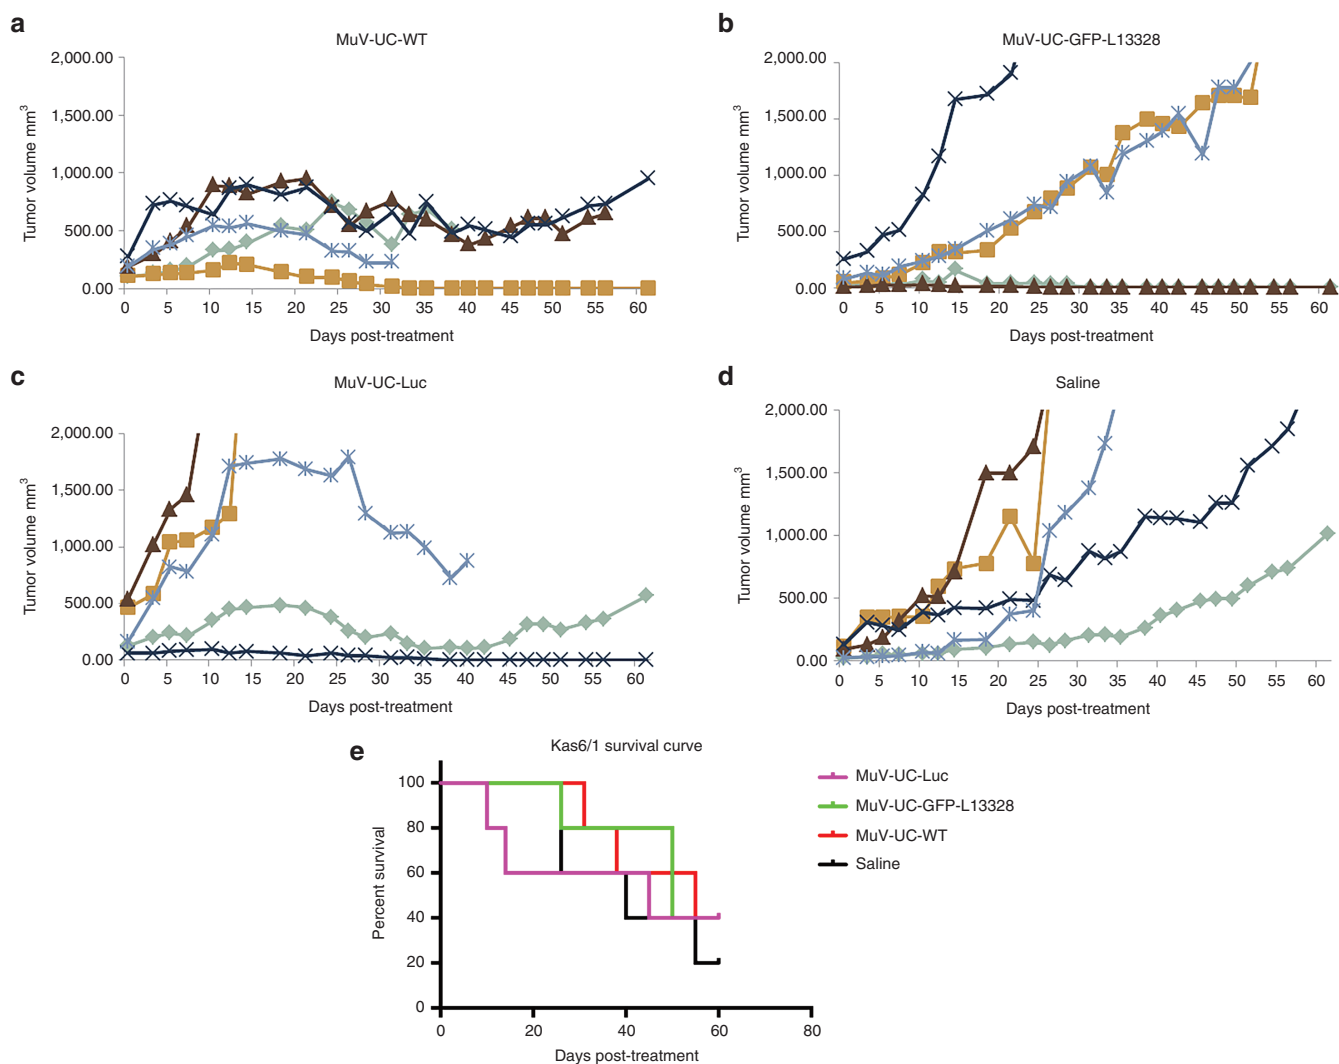 a
MuV-UC-WT
Tumor volume mm3
2,000.00
1,500.00
1,000.00
500.00
0.00
0 5 10 15 20 25 30 35 40 45 50 55 60
Days post-treatment
b
MuV-UC-GFP-L13328
Tumor volume mm3
2,000.00
1,500.00
1,000.00
500.00
0.00
0 5 10 15 20 25 30 35 40 45 50 55 60
Days post-treatment
c
MuV-UC-Luc
Tumor volume mm3
2,000.00
1,500.00
1,000.00
500.00
0.00
0 5 10 15 20 25 30 35 40 45 50 55 60
Days post-treatment
d
Saline
Tumor volume mm3
2,000.00
1,500.00
1,000.00
500.00
0.00
0 5 10 15 20 25 30 35 40 45 50 55 60
Days post-treatment
e
Kas6/1 survival curve
Percent survival
100
80
60
40
20
0
0 20 40 60 80
Days post-treatment
MuV-UC-Luc
MuV-UC-GFP-L13328
MuV-UC-WT
Saline